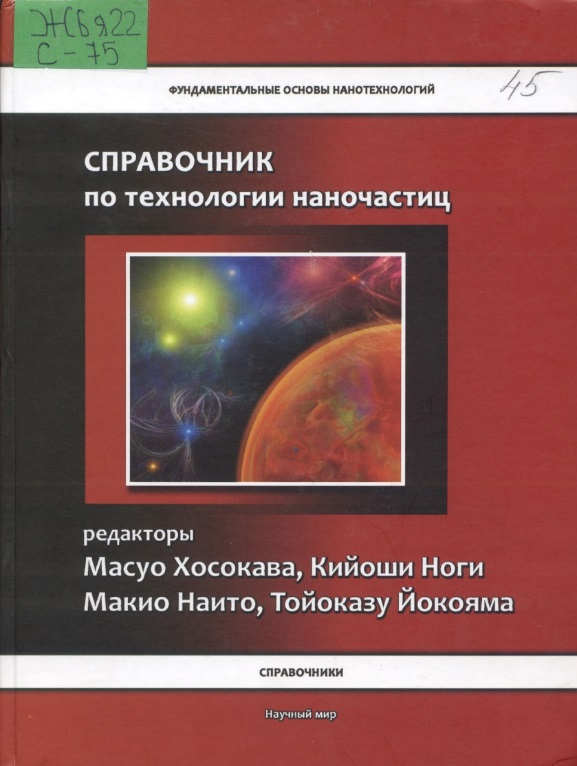 Ж6я22
С-75
ФУНДАМЕНТАЛЬНЫЕ ОСНОВЫ НАНОТЕХНОЛОГИЙ
45
СПРАВОЧНИК
по технологии наночастиц
редакторы
Масуо Хосокава, Кийоши Ноги
Макио Наито, Тойоказу Йокояма
СПРАВОЧНИКИ
Научный мир